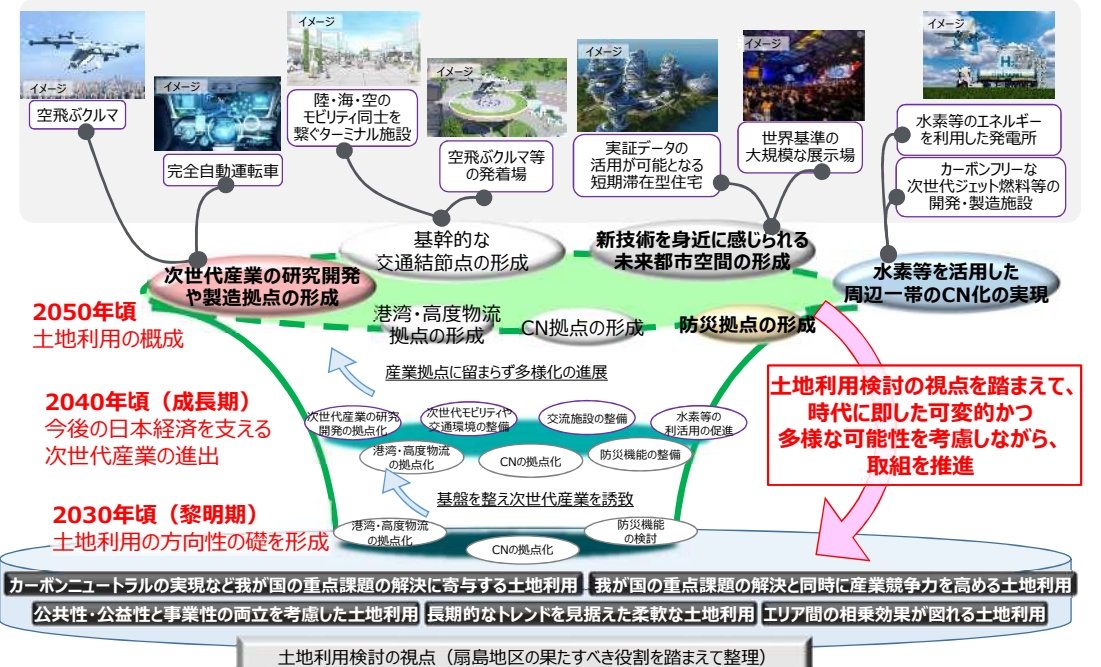 イメージ
空飛ぶクルマ
イメージ
完全自動運転車
イメージ
陸・海・空の
モビリティ同士を
繋ぐターミナル施設
イメージ
空飛ぶクルマ等
の発着場
イメージ
実証データの
活用が可能となる
短期滞在型住宅
イメージ
世界基準の
大規模な展示場
イメージ
H₂
水素等のエネルギー
を利用した発電所
カーボンフリーな
次世代ジェット燃料等の
開発・製造施設
次世代産業の研究開発
や製造拠点の形成
基幹的な
交通結節点の形成
新技術を身近に感じられる
未来都市空間の形成
水素等を活用した
周辺一帯のCN化の実現
港湾・高度物流
拠点の形成
CN拠点の形成
防災拠点の形成
2050年頃
土地利用の概成
産業拠点に留まらず多様化の進展
2040年頃（成長期）
今後の日本経済を支える
次世代産業の進出
次世代産業の研究
開発の拠点化
次世代モビリティや
交通環境の整備
交流施設の整備
水素等の
利活用の促進
港湾・高度物流
の拠点化
CNの拠点化
防災機能の整備
基盤を整え次世代産業を誘致
2030年頃（黎明期）
土地利用の方向性の礎を形成
港湾・高度物流
の拠点化
CNの拠点化
防災機能
の検討
土地利用検討の視点を踏まえて、
時代に即した可変的かつ
多様な可能性を考慮しながら、
取組を推進
カーボンニュートラルの実現など我が国の重点課題の解決に寄与する土地利用
我が国の重点課題の解決と同時に産業競争力を高める土地利用
公共性・公益性と事業性の両立を考慮した土地利用
長期的なトレンドを見据えた柔軟な土地利用
エリア間の相乗効果が図れる土地利用
土地利用検討の視点（扇島地区の果たすべき役割を踏まえて整理）